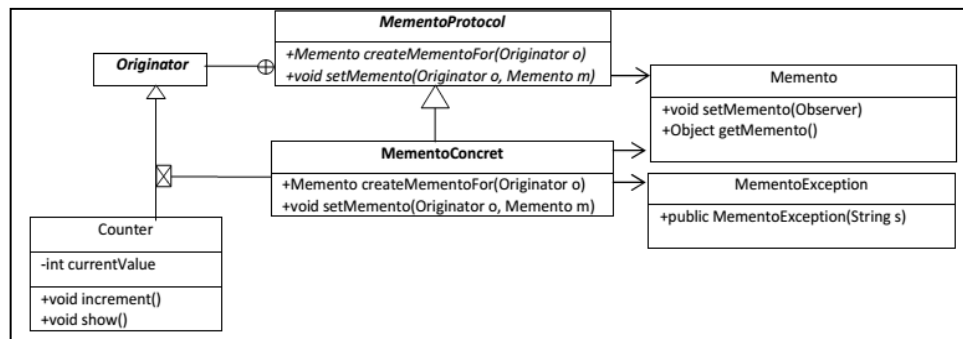 MementoProtocol
+Memento createMementoFor(Originator o)
+void setMemento(Originator o, Memento m)
Originator
Memento
+void setMemento(Observer)
+Object getMemento()
MementoConcret
+Memento createMementoFor(Originator o)
+void setMemento(Originator o, Memento m)
MementoException
+public MementoException(String s)
Counter
-int currentValue
+void increment()
+void show()